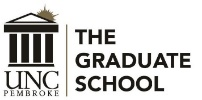 UNC
PEMBROKE
THE
GRADUATE
SCHOOL